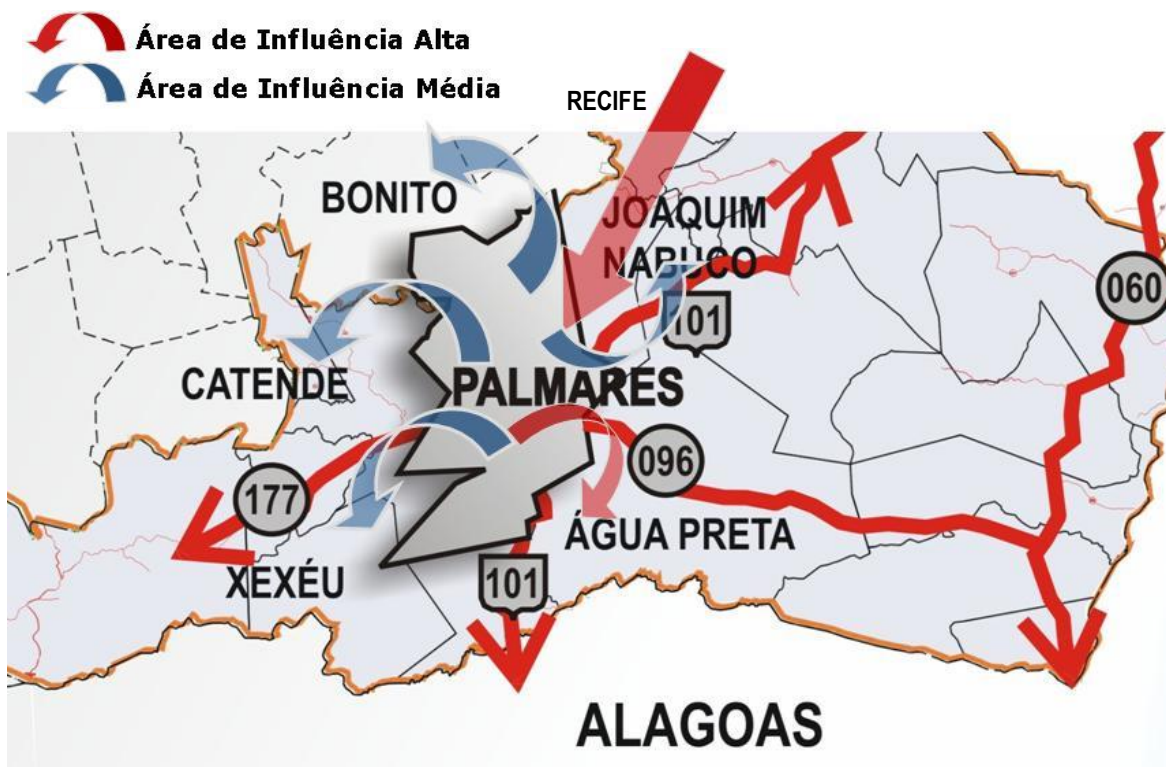 Área de Influência Alta
Área de Influência Média
RECIFE
BONITO
JOAQUIM
NABUCO
060
101
CATENDE
PALMARES
096
177
ÁGUA PRETA
XEXÉU
101
ALAGOAS